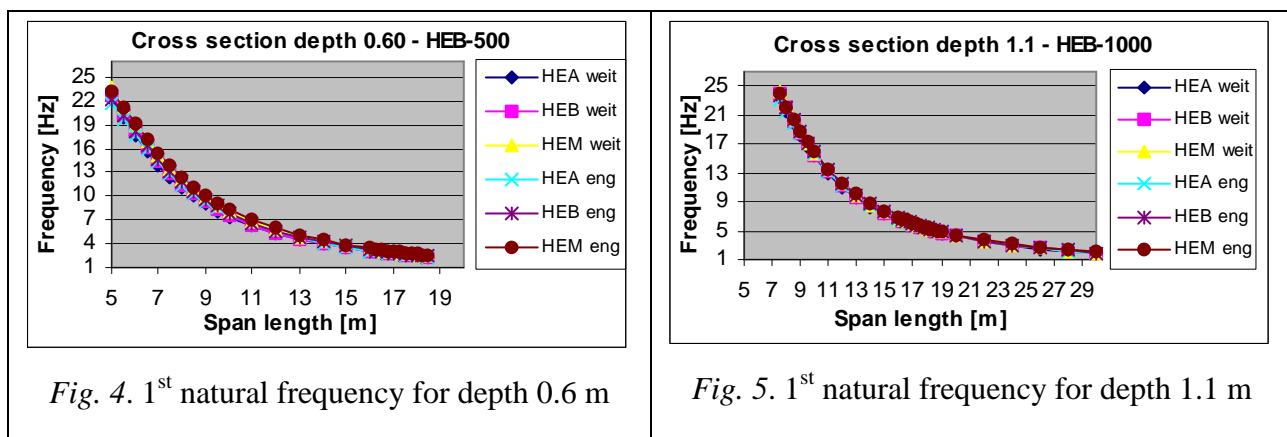 Cross section depth 0.60 - HEB-500
Frequency [Hz]
25
22
19
16
13
10
7
4
1
5 7 9 11 13 15 17 19
Span length [m]
HEA weit
HEB weit
HEM weit
HEA eng
HEB eng
HEM eng
Fig. 4. 1st natural frequency for depth 0.6 m
Cross section depth 1.1 - HEB-1000
Frequency [Hz]
25
21
17
13
9
5
1
5 7 9 11 13 15 17 19 21 23 25 27 29
Span length [m]
HEA weit
HEB weit
HEM weit
HEA eng
HEB eng
HEM eng
Fig. 5. 1st natural frequency for depth 1.1 m